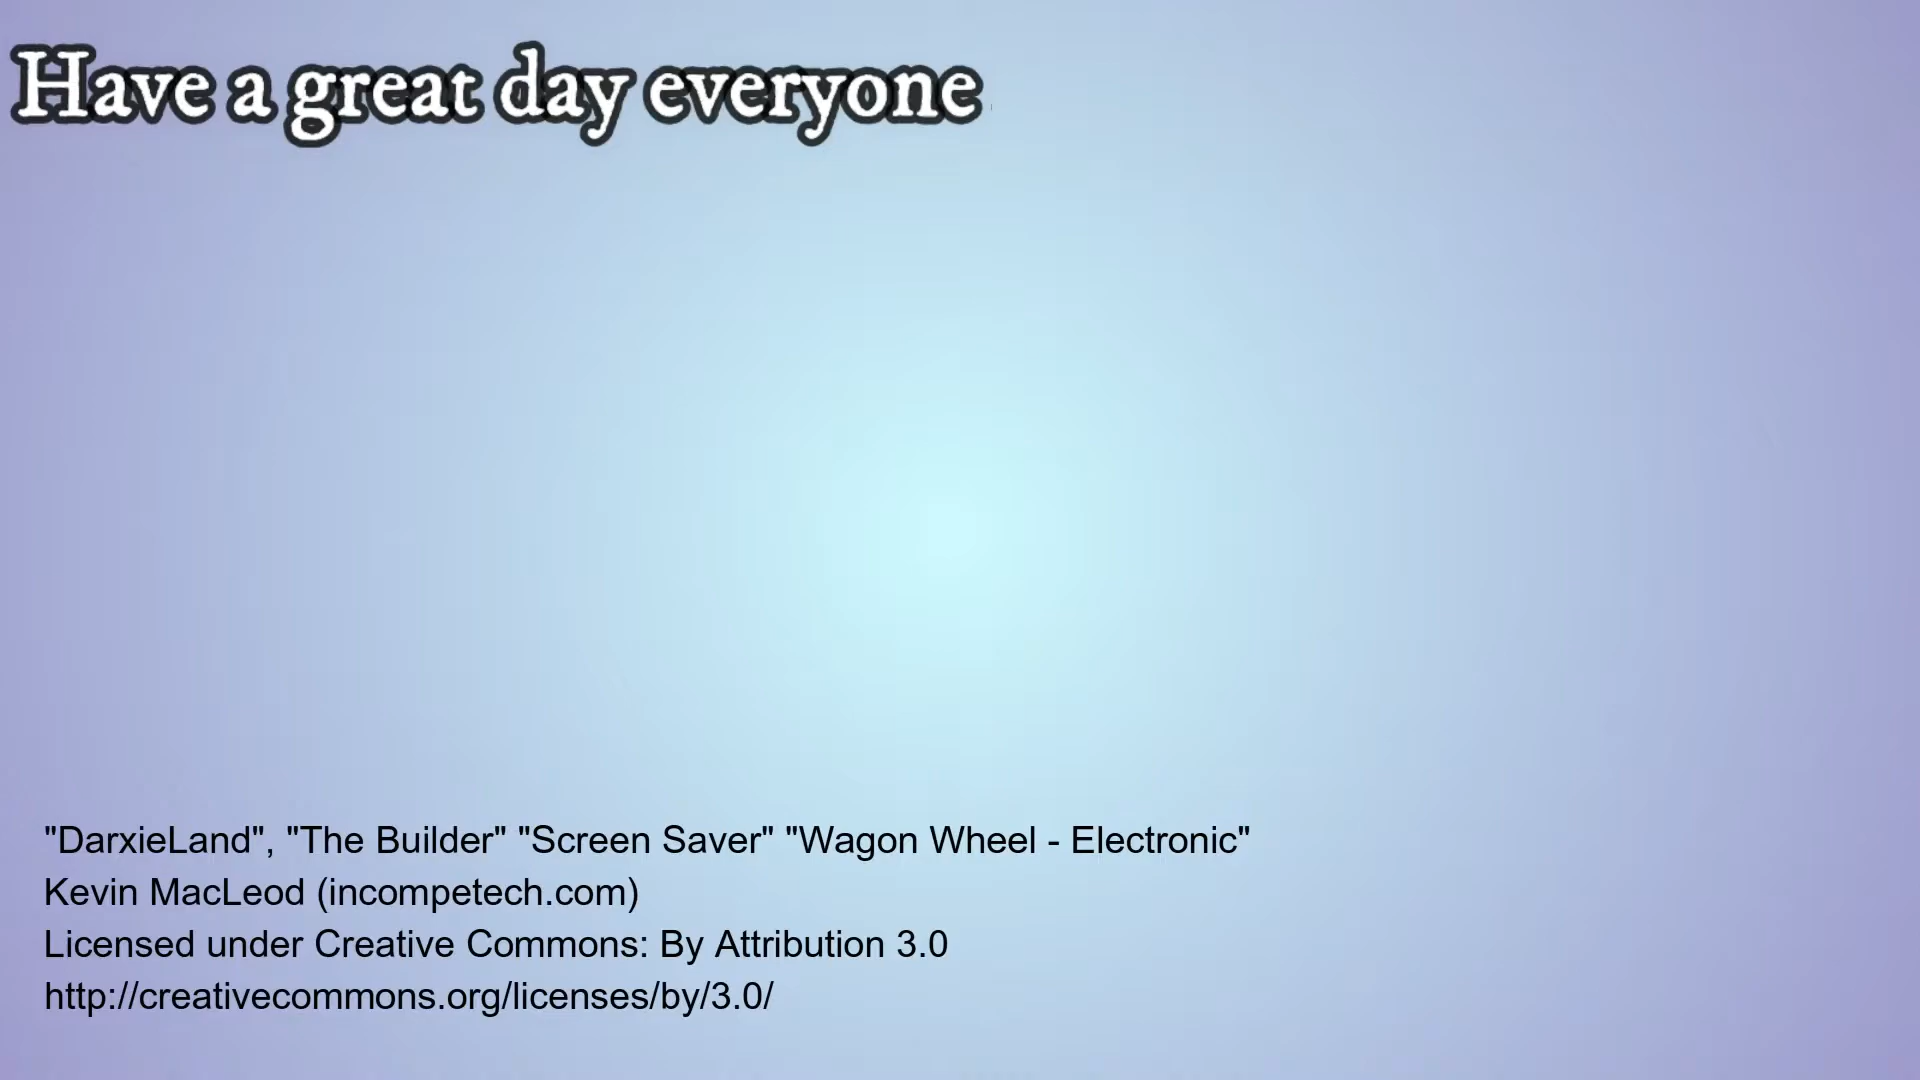 Have a great day everyone
"DarxieLand", "The Builder" "Screen Saver" "Wagon Wheel - Electronic"
Kevin MacLeod (incompetech.com)
Licensed under Creative Commons: By Attribution 3.0
http://creativecommons.org/licenses/by/3.0/